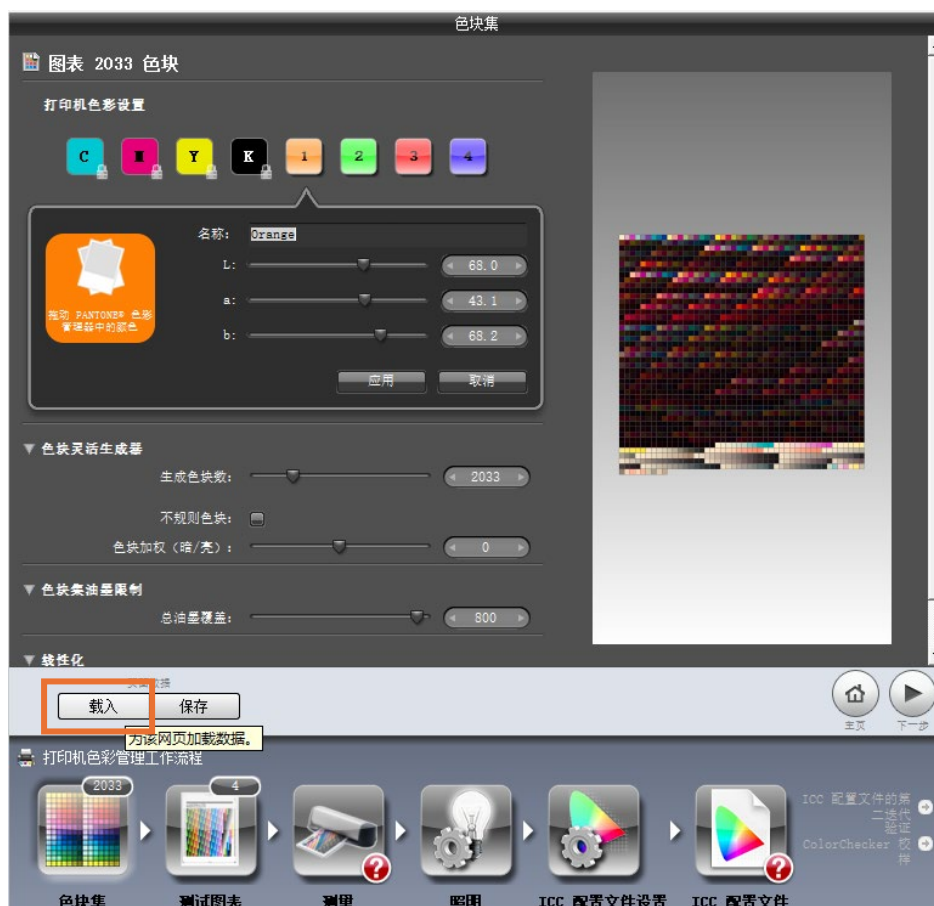 色块集
图表 2033 色块
打印机色彩设置
C M Y K 1 2 3 4
名称: Orange
L: 68.0
a: 43.1
b: 68.2
拖动 PANTONE® 色彩
管理器中的颜色
应用 取消
色块灵活生成器
生成色块数: 2033
不规则色块:
色块加权（暗/亮）: 0
色块集油墨限制
总油墨覆盖: 800
线性化
载入 保存
为该网页加载数据。
主页 下一步
打印机色彩管理工作流程
2033 4
ICC 配置文件的第
二迭代
验证
ColorChecker 校
样
色块集 测试图表 测量 照明 ICC 配置文件设置 ICC 配置文件